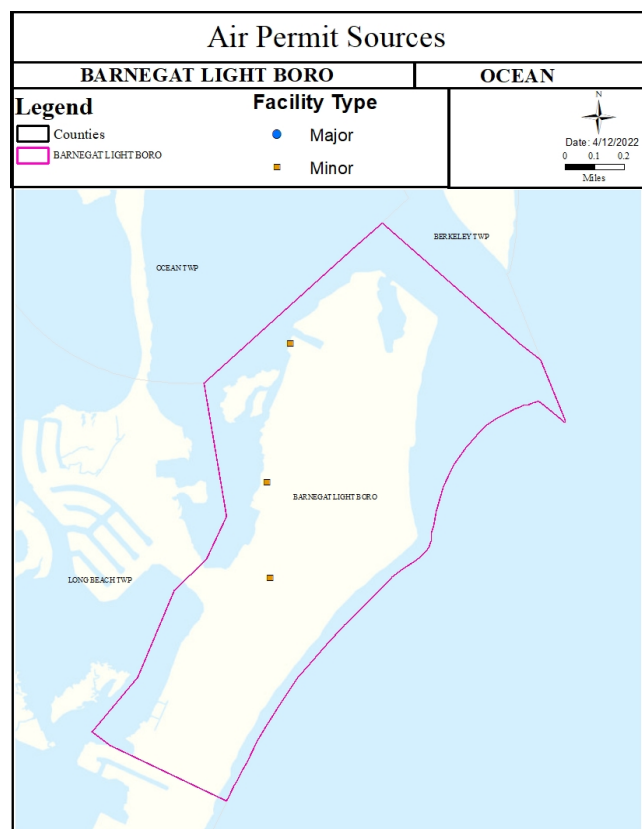 Air Permit Sources
BARNEGAT LIGHT BORO
OCEAN
Legend
Counties
BARNEGAT LIGHT BORO
Facility Type
Major
Minor
N
Date: 4/12/2022
0 0.1 0.2
Miles
BERKELEY TWP
OCEAN TWP
BARNEGAT LIGHT BORO
LONG BEACH TWP